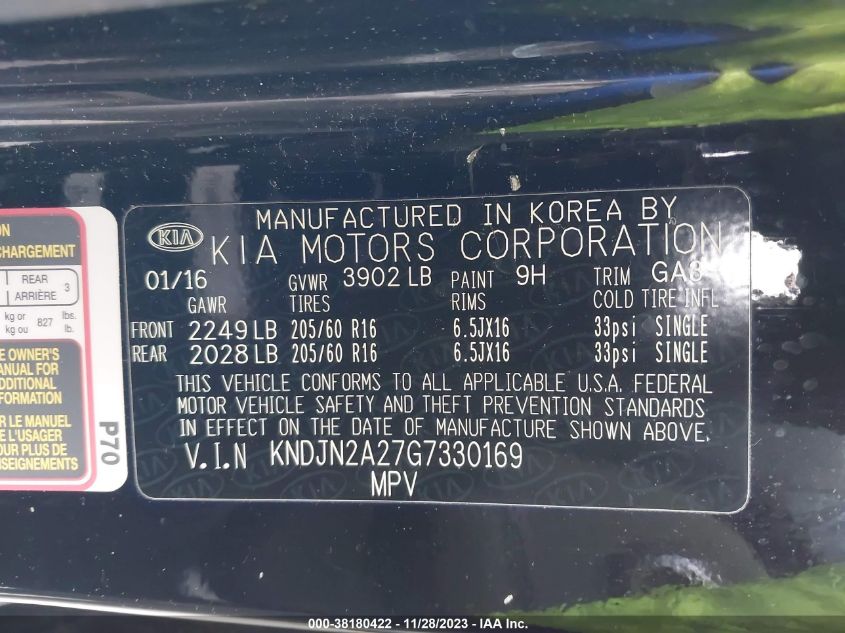 MANUFACTURED IN KOREA BY
KIA
KIA MOTORS CORPORATION
01/16 GVWR 3902 LB PAINT 9H TRIM GA8
GAWR TIRES RIMS COLD TIRE INFL
FRONT 2249 LB 205/60 R16 6.5JX16 33psi SINGLE
REAR 2028 LB 205/60 R16 6.5JX16 33psi SINGLE
THIS VEHICLE CONFORMS TO ALL APPLICABLE U.S.A. FEDERAL
MOTOR VEHICLE SAFETY AND THEFT PREVENTION STANDARDS
IN EFFECT ON THE DATE OF MANUFACTURE SHOWN ABOVE.
V.I.N KNDJN2A27G7330169
MPV
CHARGEMENT
REAR
ARRIÈRE 3
kg or lbs.
kg ou 827 lb.
OWNER'S
MANUAL FOR
ADDITIONAL
INFORMATION
LE MANUEL
L'USAGER
POUR PLUS DE
P70
000-38180422 - 11/28/2023 - IAA Inc.